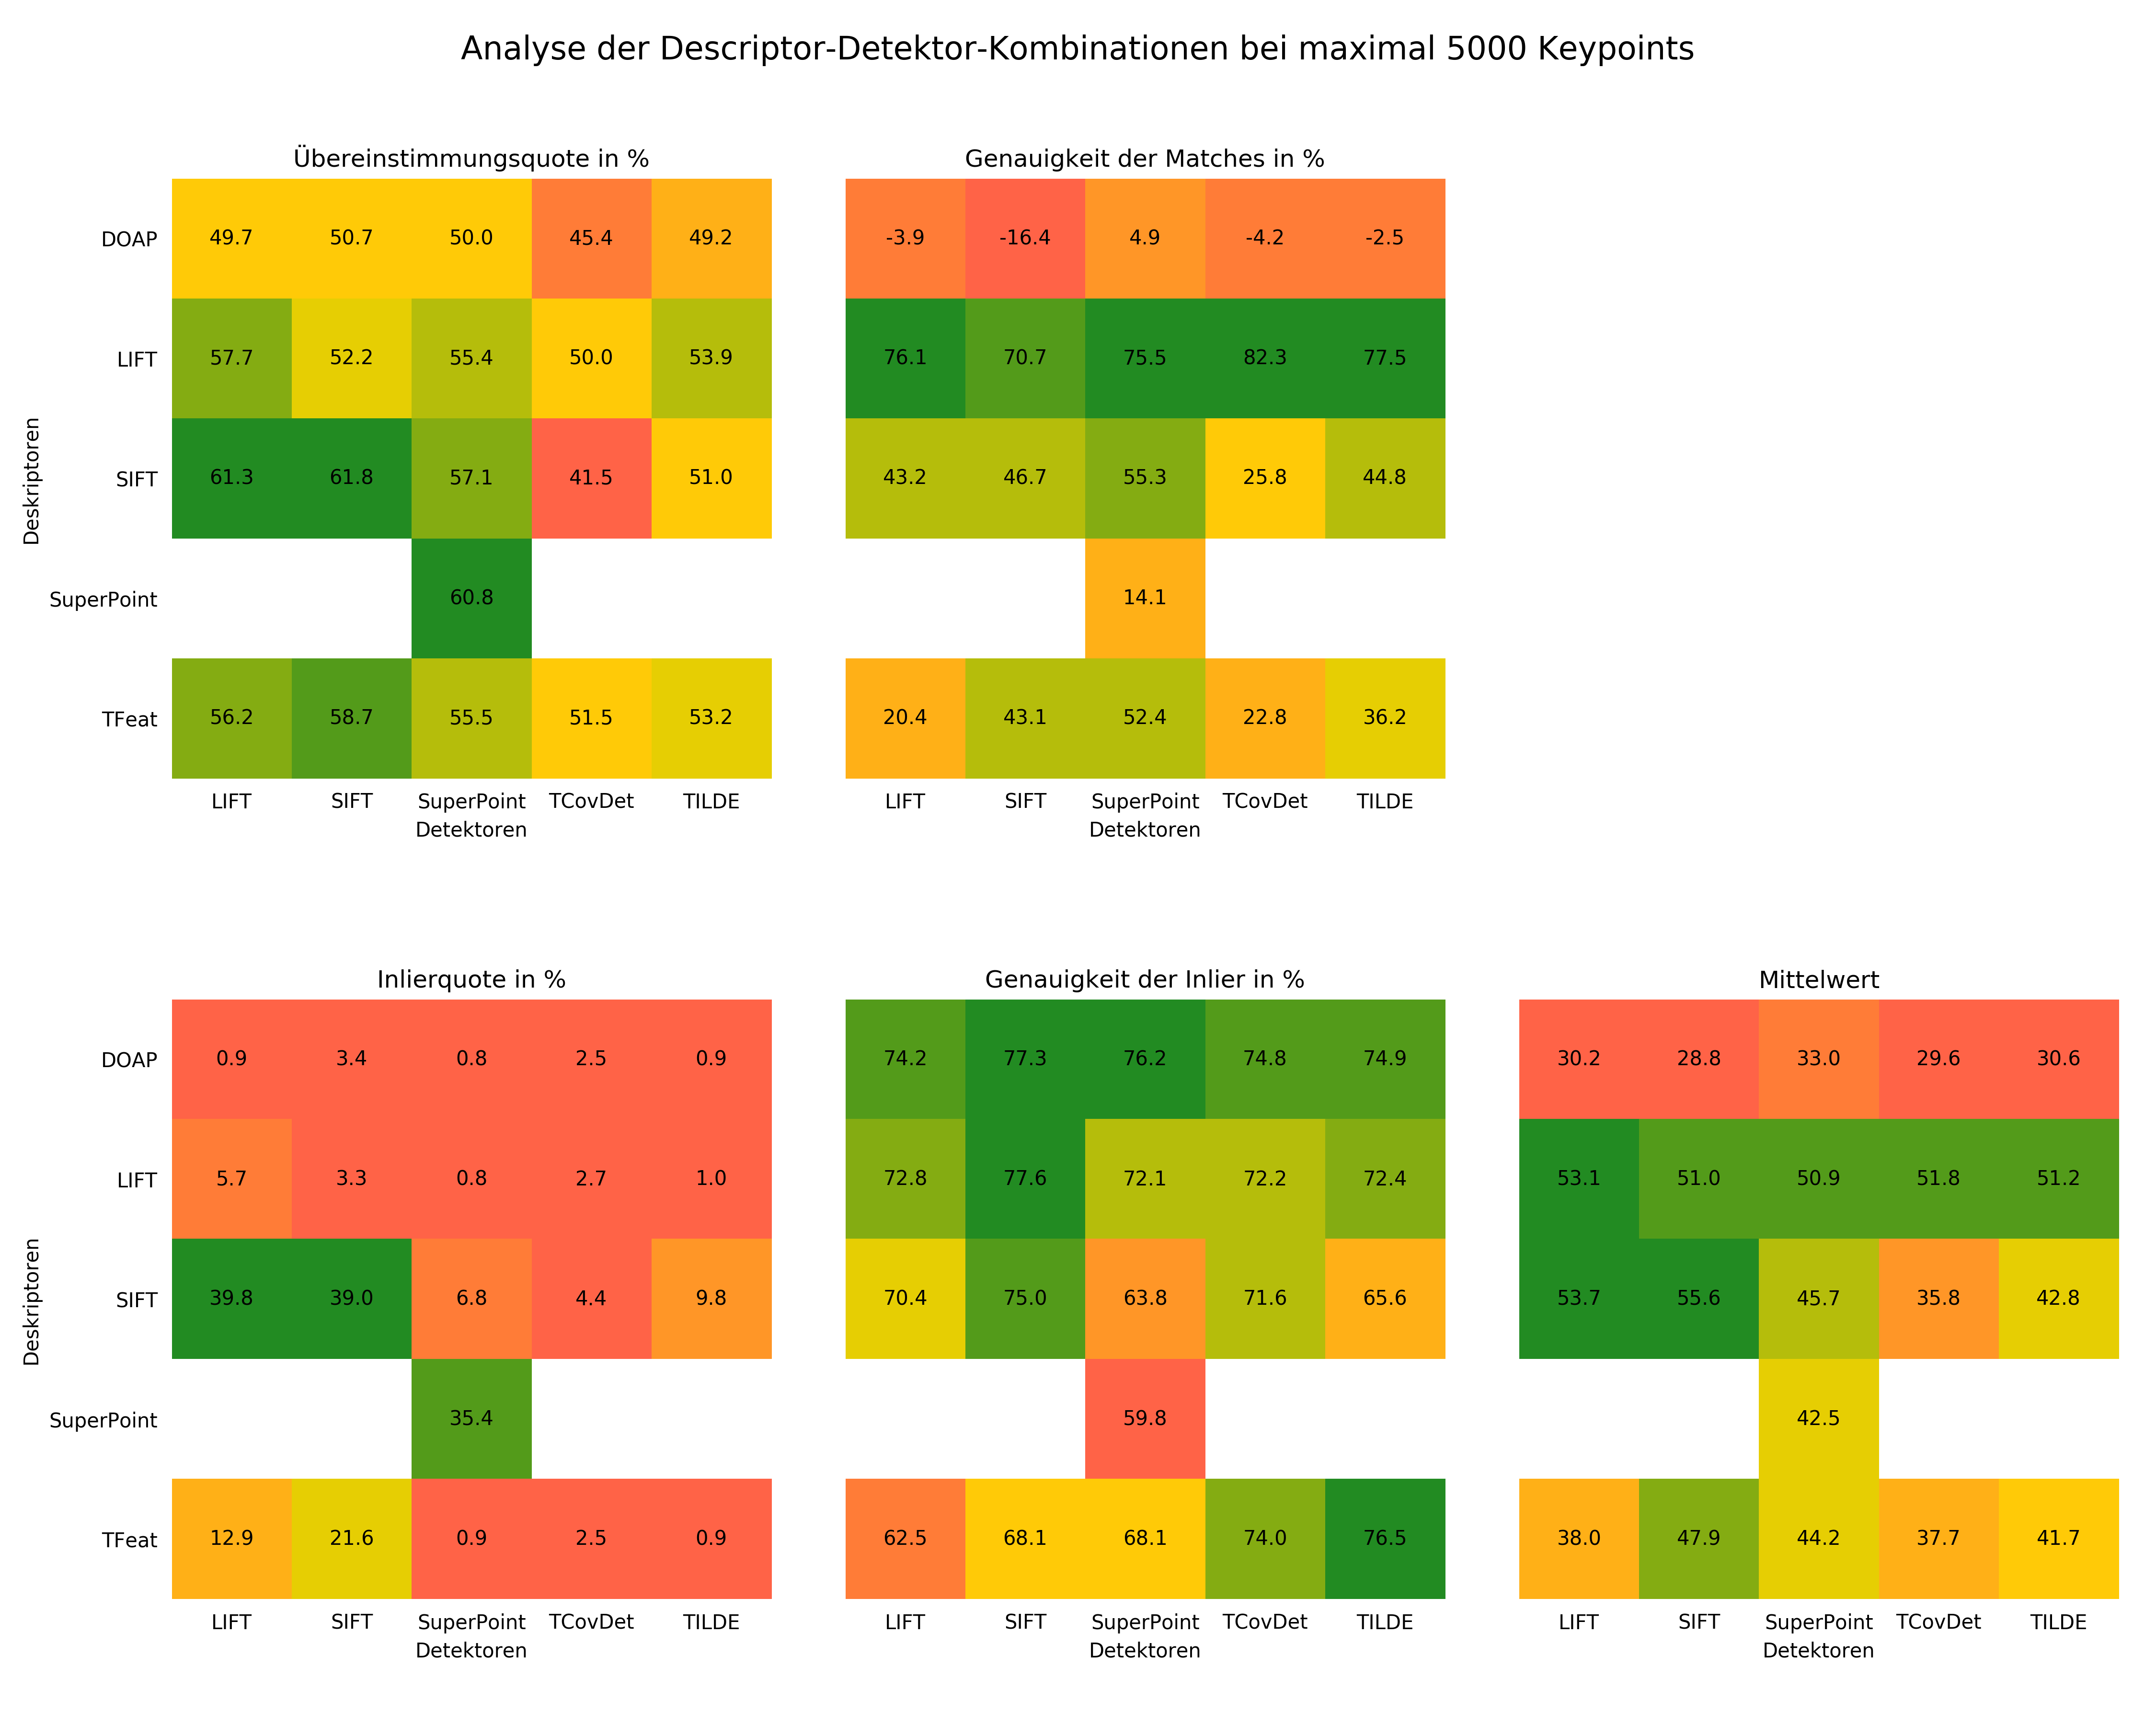 Analyse der Descriptor-Detektor-Kombinationen bei maximal 5000 Keypoints
Übereinstimmungsquote in %
Deskriptoren
DOAP 49.7 50.7 50.0 45.4 49.2
LIFT 57.7 52.2 55.4 50.0 53.9
SIFT 61.3 61.8 57.1 41.5 51.0
SuperPoint 60.8
TFeat 56.2 58.7 55.5 51.5 53.2
LIFT SIFT SuperPoint TCovDet TILDE
Detektoren
Genauigkeit der Matches in %
-3.9 -16.4 4.9 -4.2 -2.5
76.1 70.7 75.5 82.3 77.5
43.2 46.7 55.3 25.8 44.8
14.1
20.4 43.1 52.4 22.8 36.2
LIFT SIFT SuperPoint TCovDet TILDE
Detektoren
Inlierquote in %
Deskriptoren
DOAP 0.9 3.4 0.8 2.5 0.9
LIFT 5.7 3.3 0.8 2.7 1.0
SIFT 39.8 39.0 6.8 4.4 9.8
SuperPoint 35.4
TFeat 12.9 21.6 0.9 2.5 0.9
LIFT SIFT SuperPoint TCovDet TILDE
Detektoren
Genauigkeit der Inlier in %
74.2 77.3 76.2 74.8 74.9
72.8 77.6 72.1 72.2 72.4
70.4 75.0 63.8 71.6 65.6
59.8
62.5 68.1 68.1 74.0 76.5
LIFT SIFT SuperPoint TCovDet TILDE
Detektoren
Mittelwert
30.2 28.8 33.0 29.6 30.6
53.1 51.0 50.9 51.8 51.2
53.7 55.6 45.7 35.8 42.8
42.5
38.0 47.9 44.2 37.7 41.7
LIFT SIFT SuperPoint TCovDet TILDE
Detektoren